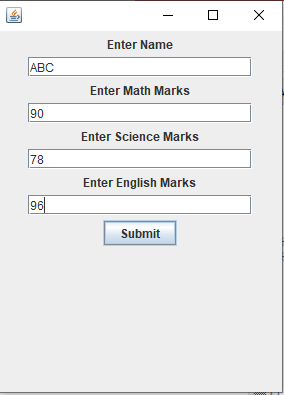 Enter Name
ABC
Enter Math Marks
90
Enter Science Marks
78
Enter English Marks
96
Submit